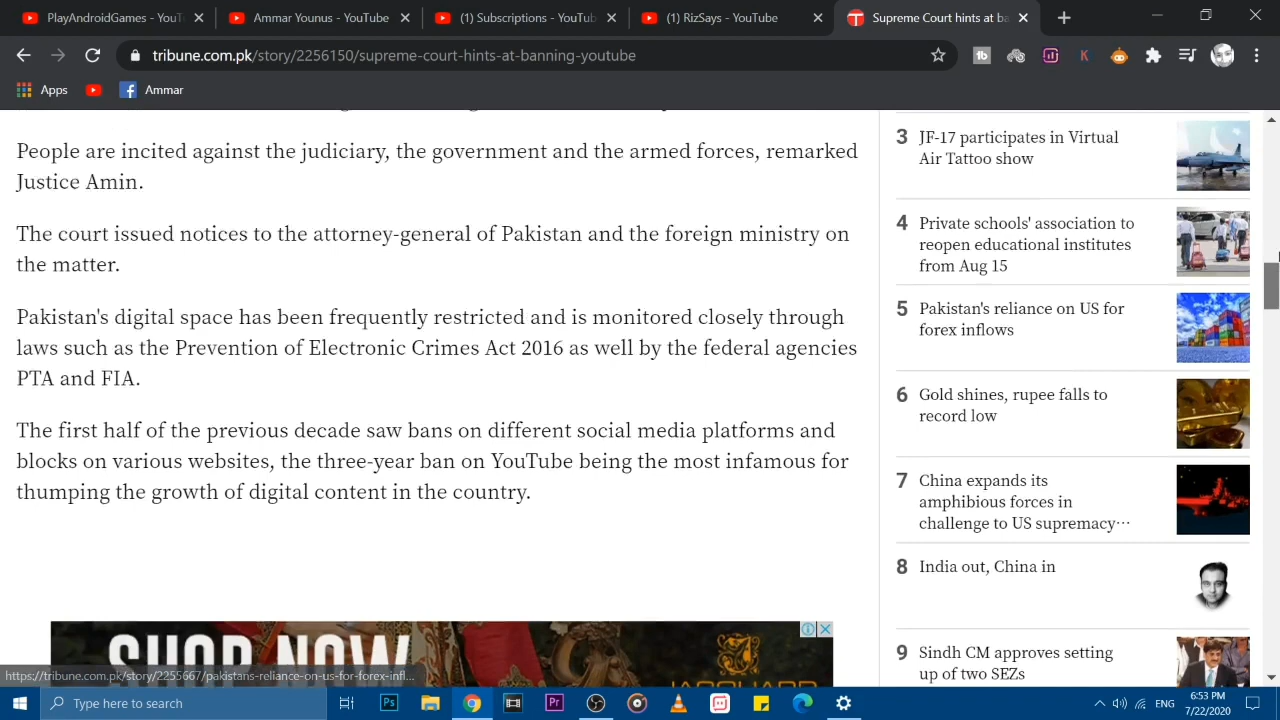 PlayAndroidGames - YouT
Ammar Younus - YouTube
(1) Subscriptions - YouTub
(1) RizSays - YouTube
Supreme Court hints at ba
tribune.com.pk/story/2256150/supreme-court-hints-at-banning-youtube
Apps
Ammar
People are incited against the judiciary, the government and the armed forces, remarked
Justice Amin.
The court issued notices to the attorney-general of Pakistan and the foreign ministry on
the matter.
Pakistan's digital space has been frequently restricted and is monitored closely through
laws such as the Prevention of Electronic Crimes Act 2016 as well by the federal agencies
PTA and FIA.
The first half of the previous decade saw bans on different social media platforms and
blocks on various websites, the three-year ban on YouTube being the most infamous for
thumping the growth of digital content in the country.
SHOP NOW
3 JF-17 participates in Virtual
Air Tattoo show
4 Private schools' association to
reopen educational institutes
from Aug 15
5 Pakistan's reliance on US for
forex inflows
6 Gold shines, rupee falls to
record low
7 China expands its
amphibious forces in
challenge to US supremacy…
8 India out, China in
9 Sindh CM approves setting
up of two SEZs
https://tribune.com.pk/story/2255667/pakistans-reliance-on-us-for-forex-infl...
Type here to search
Ps
Pr
ENG
6:53 PM
7/22/2020